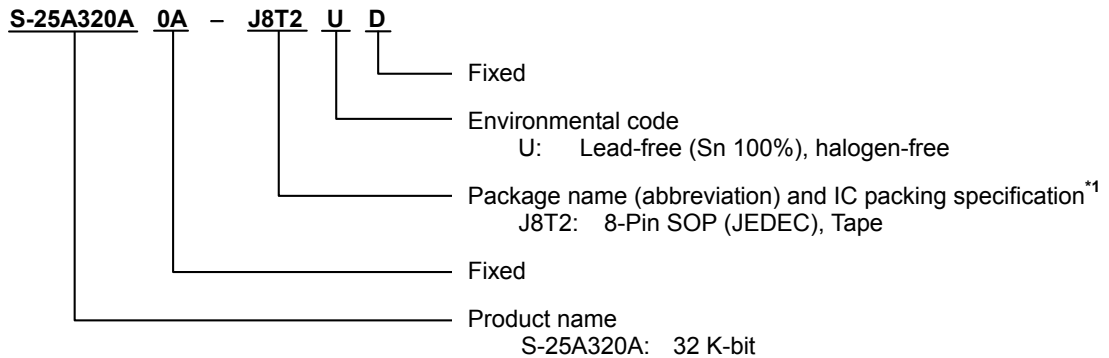 S-25A320A 0A – J8T2 U D
Fixed
Environmental code
U: Lead-free (Sn 100%), halogen-free
Package name (abbreviation) and IC packing specification*1
J8T2: 8-Pin SOP (JEDEC), Tape
Fixed
Product name
S-25A320A: 32 K-bit